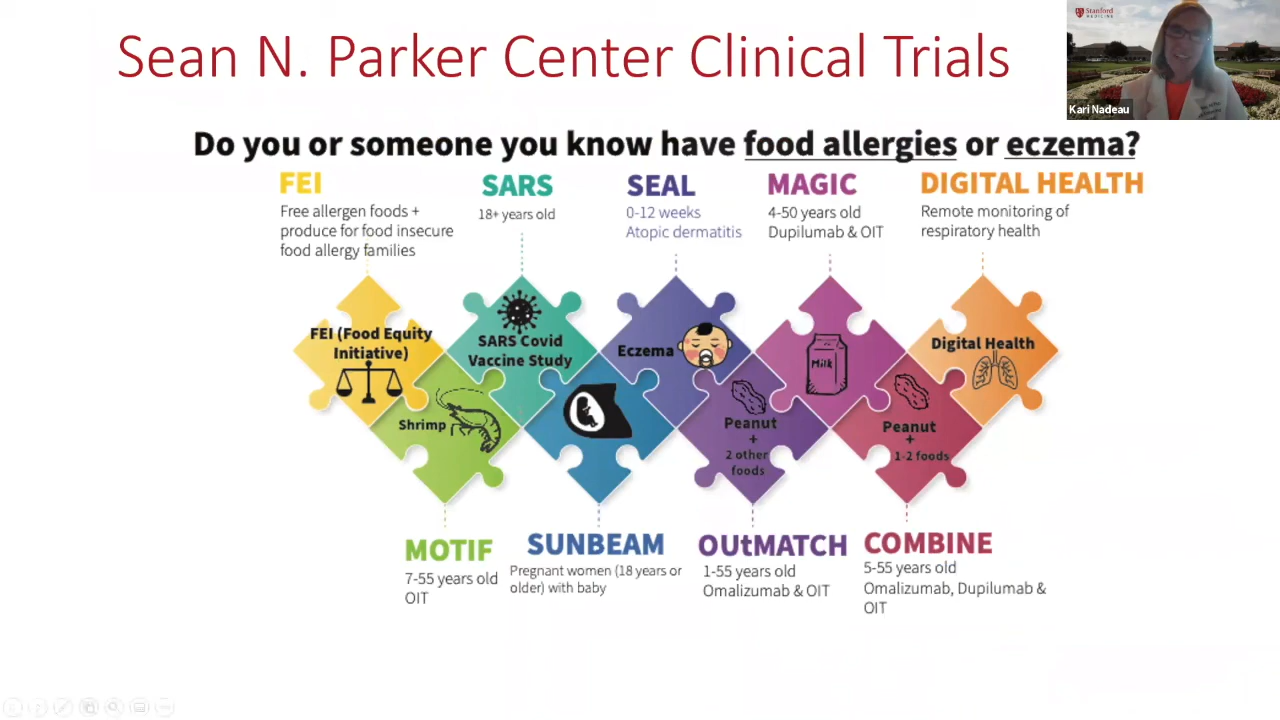 Sean N. Parker Center Clinical Trials
Stanford
MEDICINE
Kari Nadeau
Do you or someone you know have food allergies or eczema?
FEI
Free allergen foods +
produce for food insecure
food allergy families
SARS
18+ years old
SEAL
0-12 weeks
Atopic dermatitis
MAGIC
4-50 years old
Dupilumab & OIT
DIGITAL HEALTH
Remote monitoring of
respiratory health
FEI (Food Equity
Initiative)
SARS Covid
Vaccine Study
Eczema
Milk
Digital Health
Shrimp
Peanut
+
2 other
foods
Peanut
+
1-2 foods
MOTIF
7-55 years old
OIT
SUNBEAM
Pregnant women (18 years or
older) with baby
OUtMATCH
1-55 years old
Omalizumab & OIT
COMBINE
5-55 years old
Omalizumab, Dupilumab &
OIT